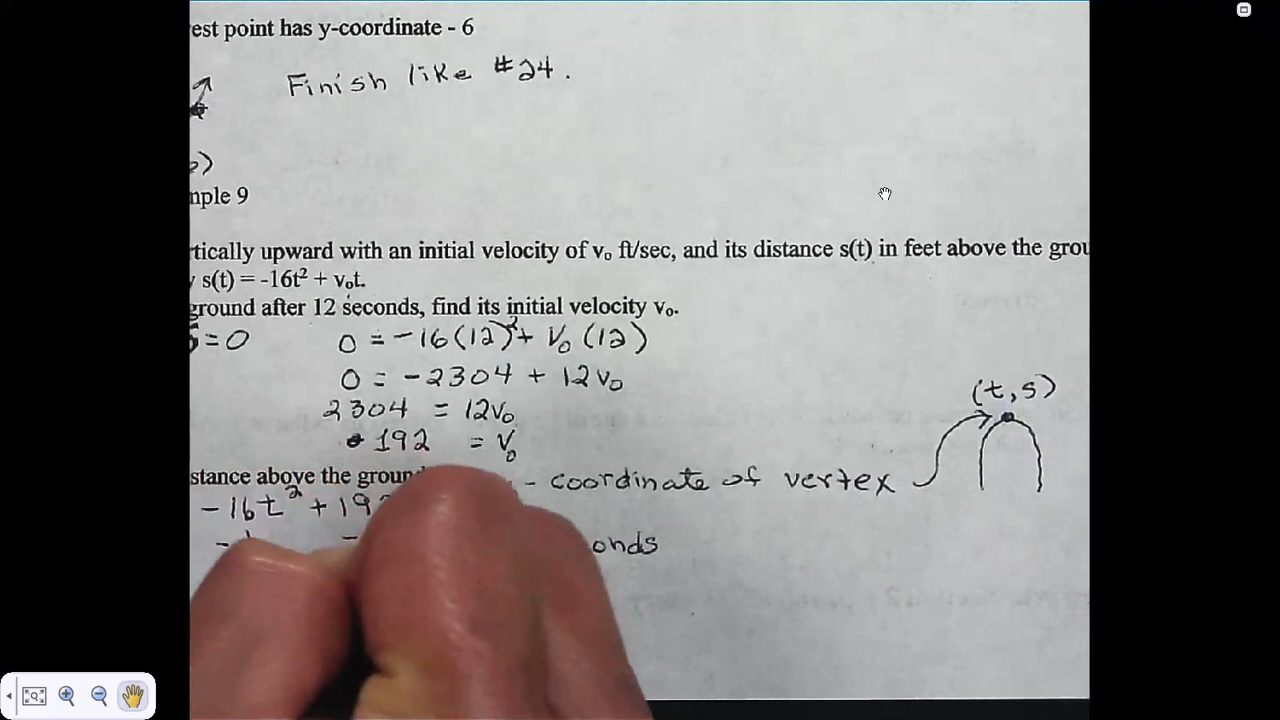 est point has y-coordinate - 6
Finish like #24.
mple 9
tically upward with an initial velocity of v₀ ft/sec, and its distance s(t) in feet above the grou
y s(t) = -16t² + v₀t.
ground after 12 seconds, find its initial velocity v₀.
s = 0
0 = -16(12)² + V₀(12)
0 = -2304 + 12v₀
2304 = 12v₀
192 = v₀
(t,s)
stance above the groun
- coordinate of vertex
-16t² + 19
onds